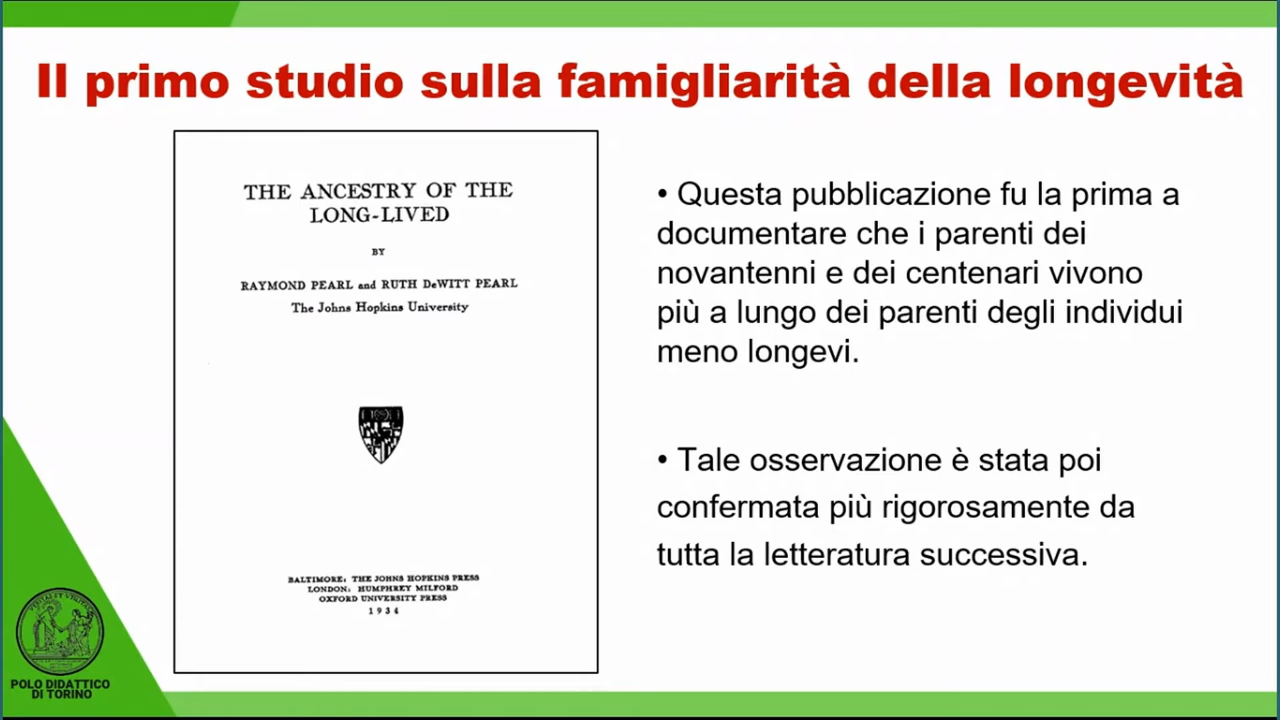 Il primo studio sulla famigliarità della longevità
THE ANCESTRY OF THE
LONG-LIVED
BY
RAYMOND PEARL and RUTH DeWITT PEARL
The Johns Hopkins University
BALTIMORE: THE JOHNS HOPKINS PRESS
LONDON: HUMPHREY MILFORD
OXFORD UNIVERSITY PRESS
1934
• Questa pubblicazione fu la prima a
documentare che i parenti dei
novantenni e dei centenari vivono
più a lungo dei parenti degli individui
meno longevi.
• Tale osservazione è stata poi
confermata più rigorosamente da
tutta la letteratura successiva.
POLO DIDATTICO
DI TORINO